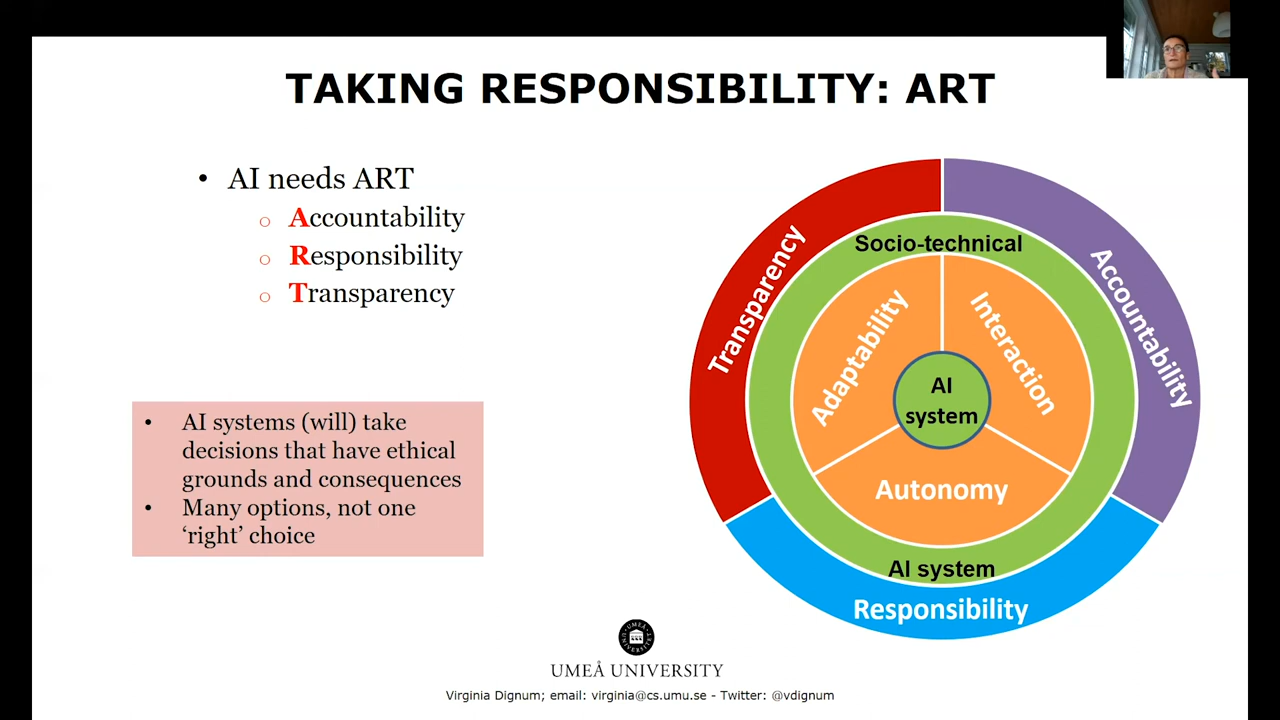 TAKING RESPONSIBILITY: ART
• AI needs ART
o Accountability
o Responsibility
o Transparency
• AI systems (will) take
decisions that have ethical
grounds and consequences
• Many options, not one
‘right’ choice
Transparency
Accountability
Socio-technical
Adaptability
Interaction
AI
system
Autonomy
AI system
Responsibility
UMEÅ UNIVERSITY
Virginia Dignum; email: virginia@cs.umu.se - Twitter: @vdignum